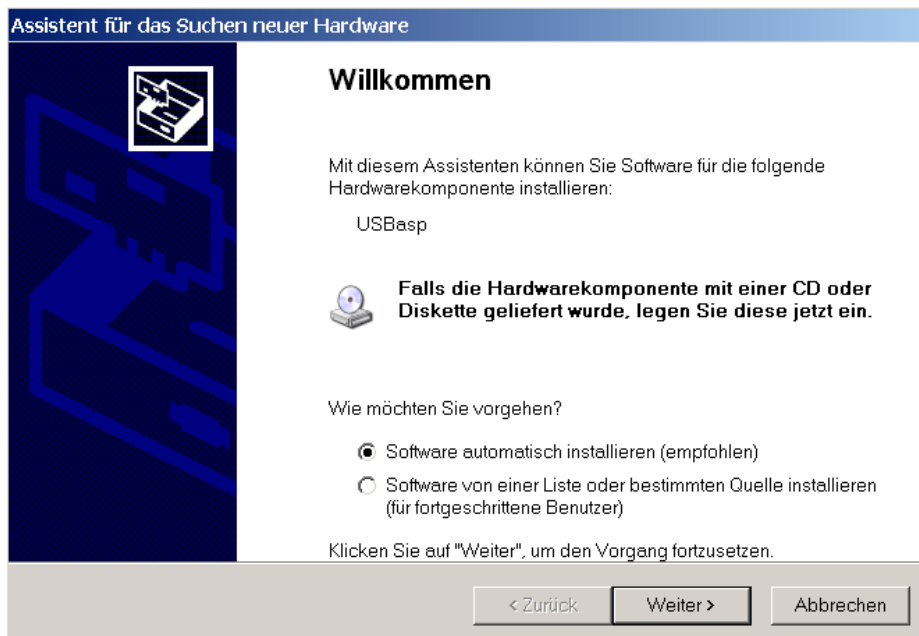 Assistent für das Suchen neuer Hardware
Willkommen
Mit diesem Assistenten können Sie Software für die folgende
Hardwarekomponente installieren:
USBasp
Falls die Hardwarekomponente mit einer CD oder
Diskette geliefert wurde, legen Sie diese jetzt ein.
Wie möchten Sie vorgehen?
Software automatisch installieren (empfohlen)
Software von einer Liste oder bestimmten Quelle installieren
(für fortgeschrittene Benutzer)
Klicken Sie auf "Weiter", um den Vorgang fortzusetzen.
< Zurück Weiter > Abbrechen